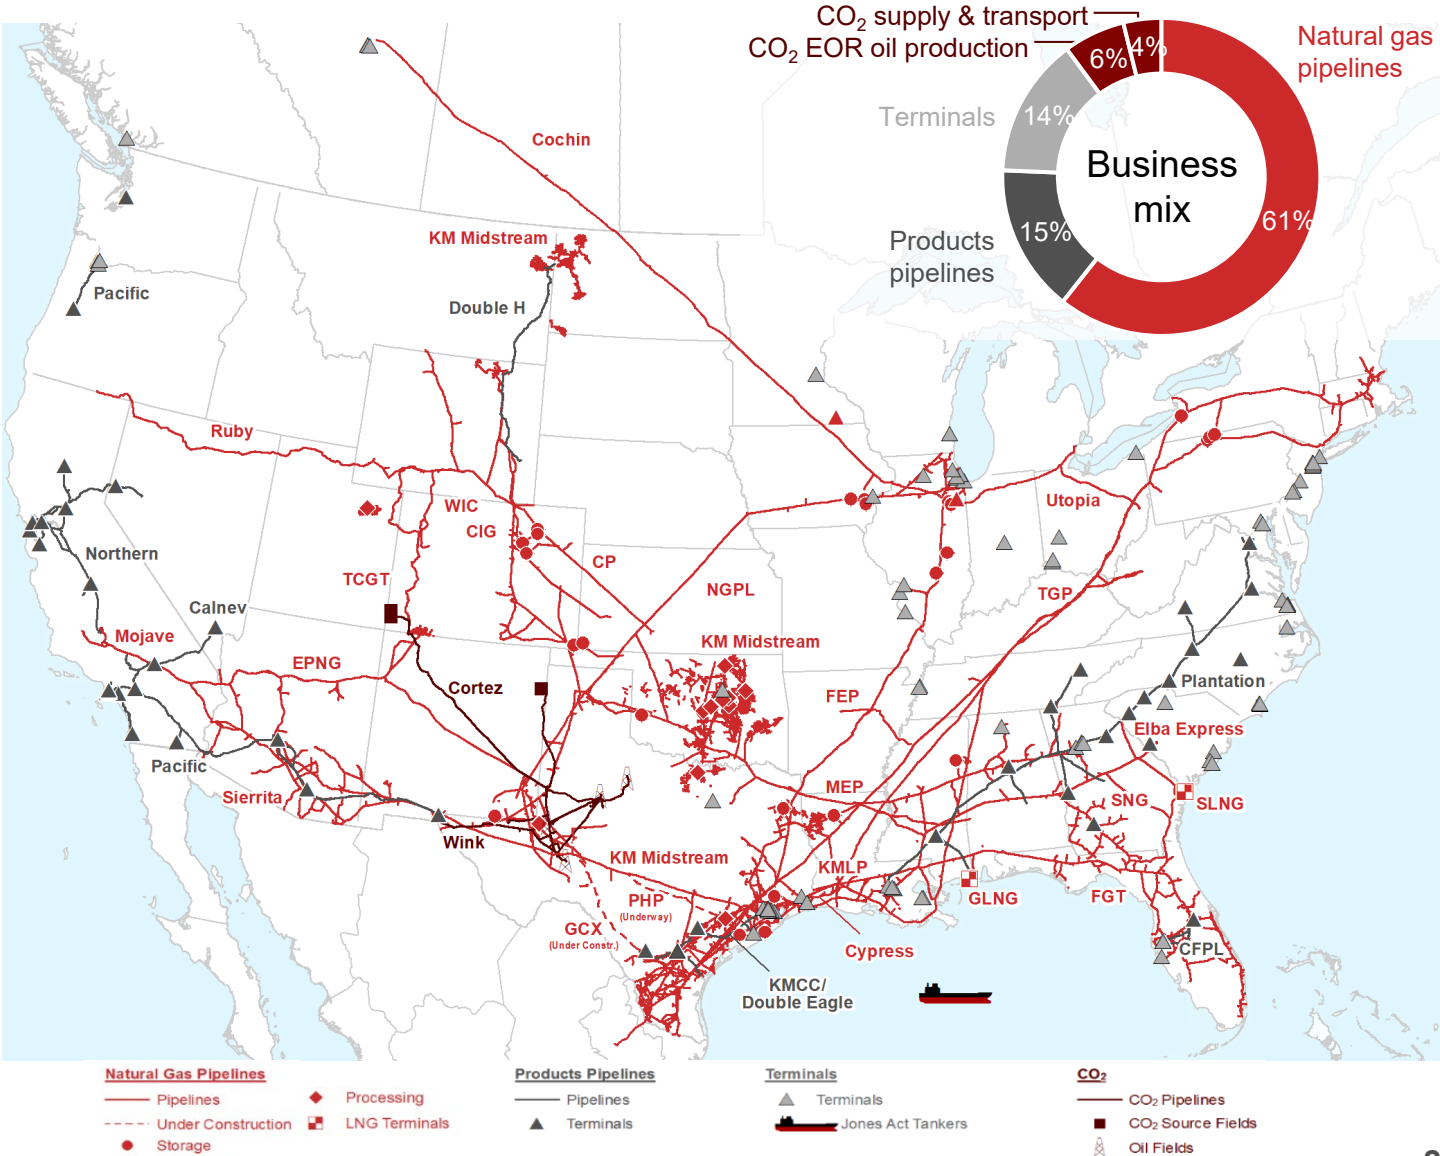 CO2 supply & transport
CO2 EOR oil production
4%
6%
Natural gas
pipelines
Terminals
14%
Business
mix
61%
Products
pipelines
15%
Cochin
KM Midstream
Double H
Pacific
Ruby
WIC
CIG
CP
Utopia
Northern
TCGT
NGPL
TGP
Calnev
Mojave
EPNG
KM Midstream
Cortez
FEP
Plantation
Elba Express
Pacific
Sierrita
MEP
SNG
SLNG
Wink
KM Midstream
KMLP
PHP
(Underway)
GCX
(Under Constr.)
GLNG
FGT
Cypress
CFPL
KMCC/
Double Eagle
Natural Gas Pipelines
Pipelines
Under Construction
Storage
Processing
LNG Terminals
Products Pipelines
Pipelines
Terminals
Terminals
Terminals
Jones Act Tankers
CO2
CO2 Pipelines
CO2 Source Fields
Oil Fields